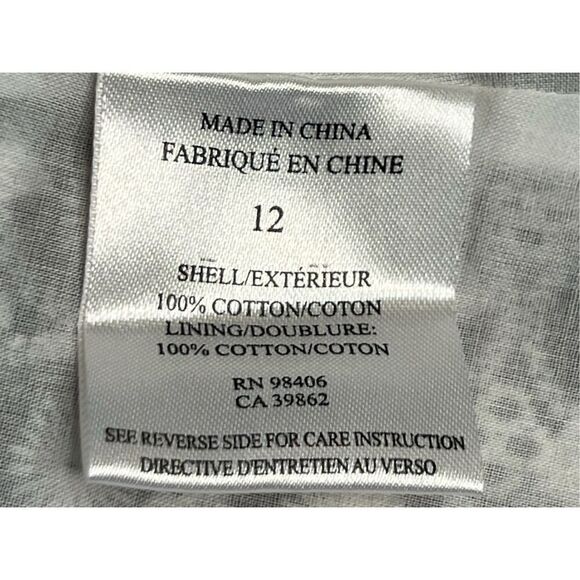 MADE IN CHINA
FABRIQUÉ EN CHINE
12
SHELL/EXTÉRIEUR
100% COTTON/COTON
LINING/DOUBLURE:
100% COTTON/COTON
RN 98406
CA 39862
SEE REVERSE SIDE FOR CARE INSTRUCTION
DIRECTIVE D'ENTRETIEN AU VERSO